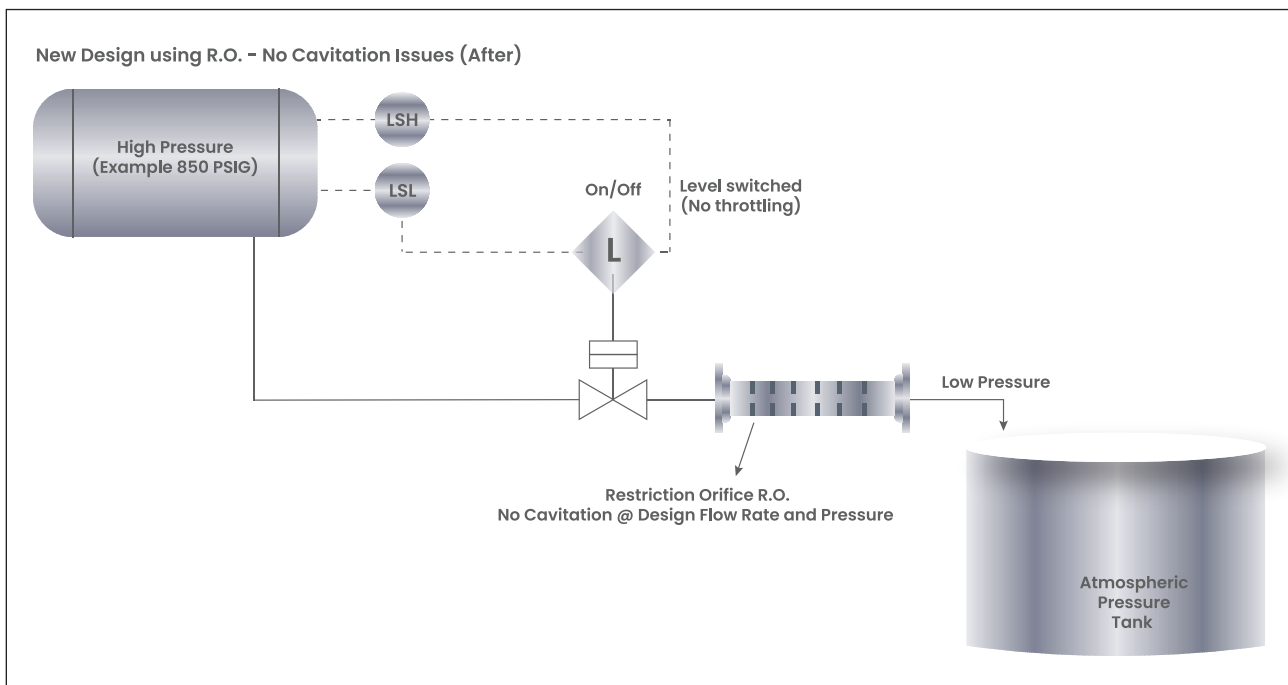 New Design using R.O. - No Cavitation Issues (After)
High Pressure
(Example 850 PSIG)
LSH
LSL
On/Off
Level switched
(No throttling)
L
Low Pressure
Restriction Orifice R.O.
No Cavitation @ Design Flow Rate and Pressure
Atmospheric
Pressure
Tank